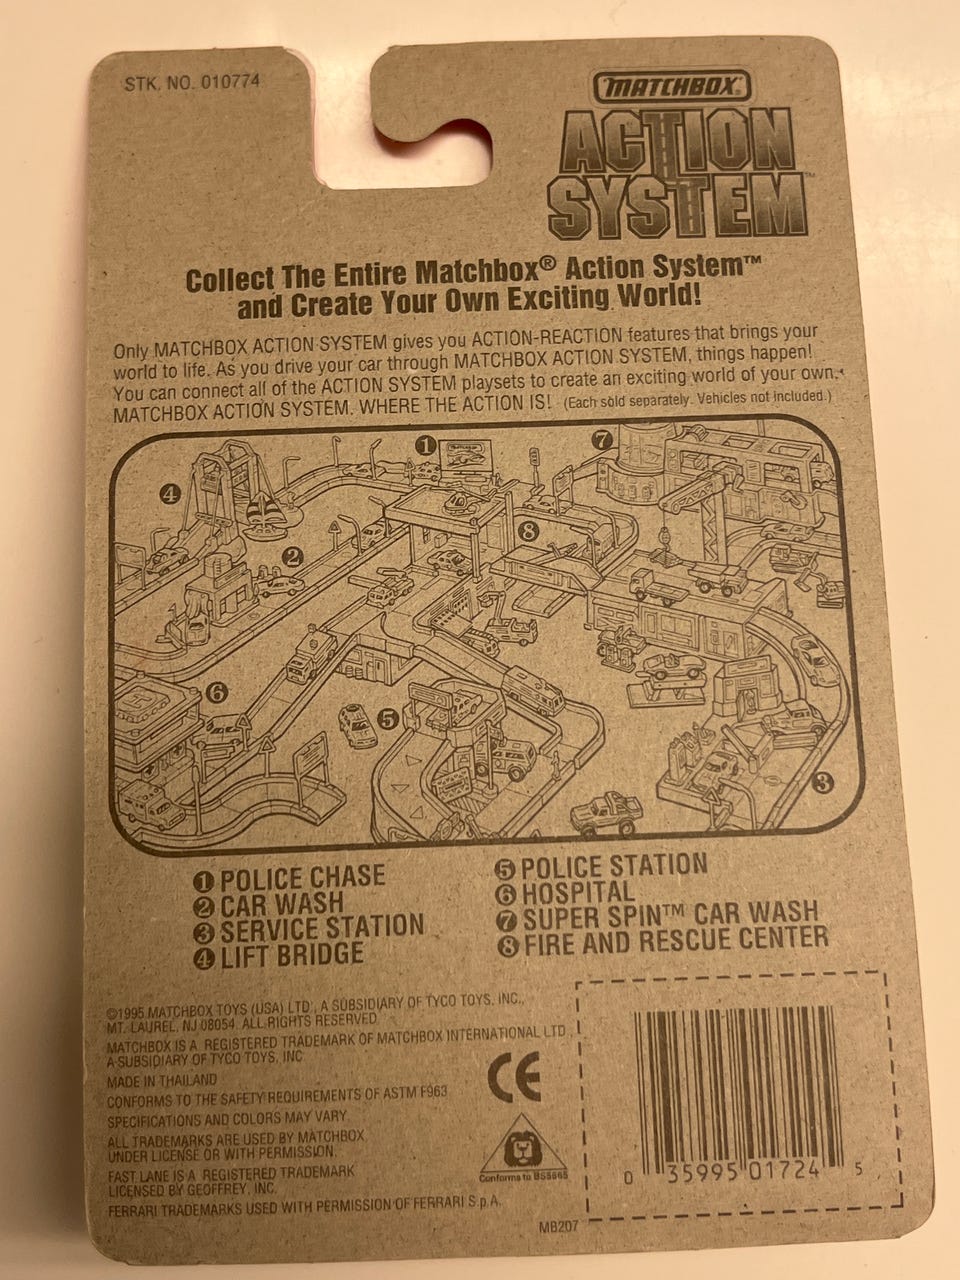 STK. NO. 010774
MATCHBOX®
ACTION
SYSTEM™
Collect The Entire Matchbox® Action System™
and Create Your Own Exciting World!
Only MATCHBOX ACTION SYSTEM gives you ACTION-REACTION features that brings your
world to life. As you drive your car through MATCHBOX ACTION SYSTEM, things happen!
You can connect all of the ACTION SYSTEM playsets to create an exciting world of your own.
MATCHBOX ACTION SYSTEM. WHERE THE ACTION IS! (Each sold separately. Vehicles not included.)
1
7
4
8
2
6
5
3
1 POLICE CHASE
2 CAR WASH
3 SERVICE STATION
4 LIFT BRIDGE
5 POLICE STATION
6 HOSPITAL
7 SUPER SPIN™ CAR WASH
8 FIRE AND RESCUE CENTER
©1995 MATCHBOX TOYS (USA) LTD., A SUBSIDIARY OF TYCO TOYS, INC.,
MT. LAUREL, NJ 08054. ALL RIGHTS RESERVED.
MATCHBOX IS A REGISTERED TRADEMARK OF MATCHBOX INTERNATIONAL LTD.,
A SUBSIDIARY OF TYCO TOYS, INC.
MADE IN THAILAND
CONFORMS TO THE SAFETY REQUIREMENTS OF ASTM F963
SPECIFICATIONS AND COLORS MAY VARY.
ALL TRADEMARKS ARE USED BY MATCHBOX
UNDER LICENSE OR WITH PERMISSION.
FAST LANE IS A REGISTERED TRADEMARK
LICENSED BY GEOFFREY, INC.
FERRARI TRADEMARKS USED WITH PERMISSION OF FERRARI S.p.A.
CE
Conforms to BS5665
MB207
0 35995 01724 5